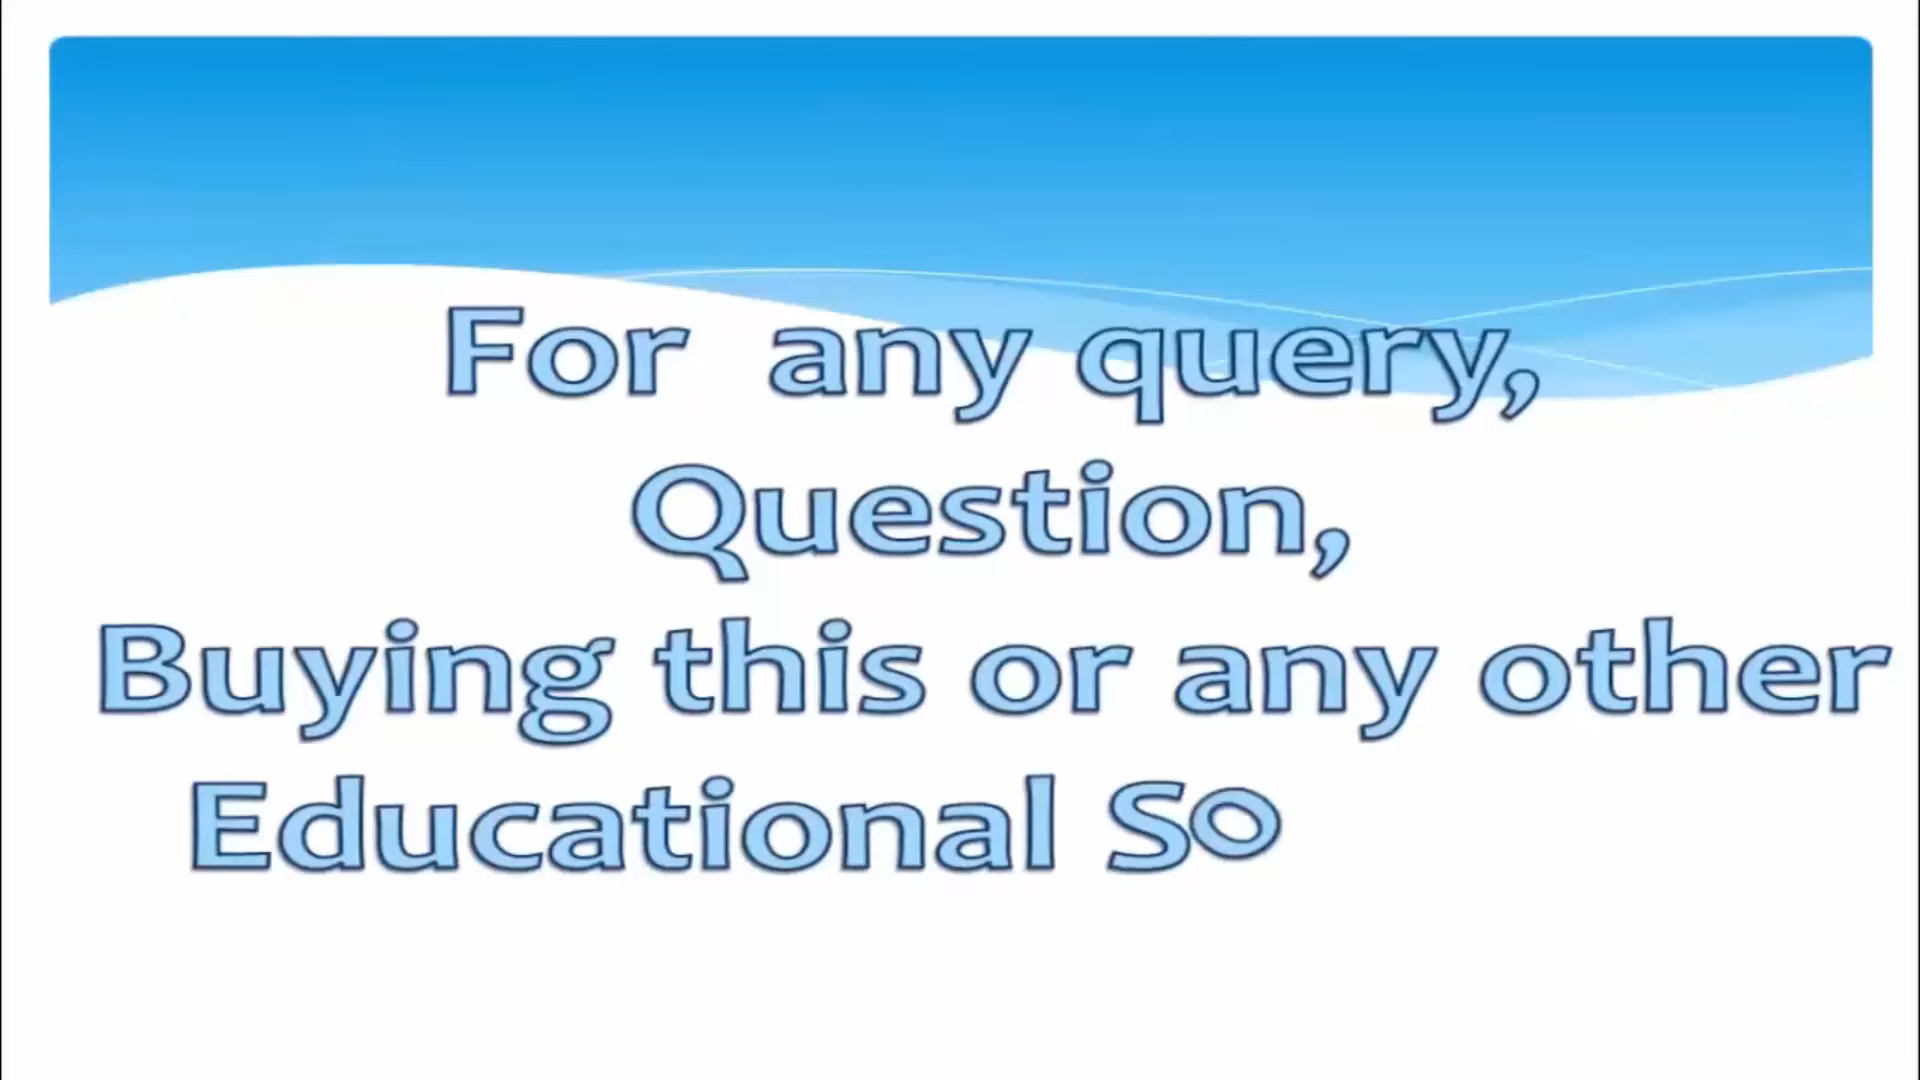 For any query,
Question,
Buying this or any other
Educational So